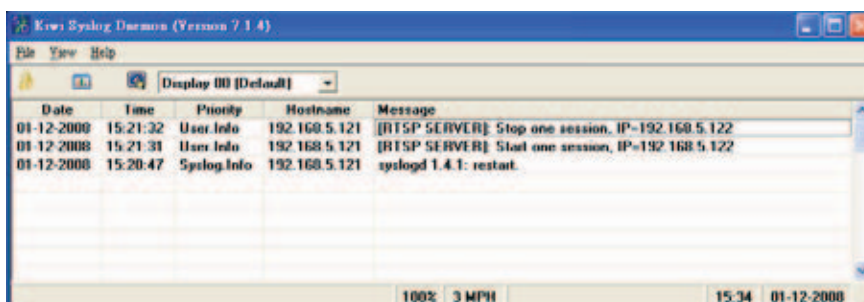 Kiwi Syslog Daemon (Version 7.1.4)
File View Help
Display 00 (Default)
Date Time Priority Hostname Message
01-12-2008 15:21:32 User.Info 192.168.5.121 [RTSP SERVER]: Stop one session, IP=192.168.5.122
01-12-2008 15:21:31 User.Info 192.168.5.121 [RTSP SERVER]: Start one session, IP=192.168.5.122
01-12-2008 15:20:47 Syslog.Info 192.168.5.121 syslogd 1.4.1: restart.
100% 3 MPH 15:34 01-12-2008